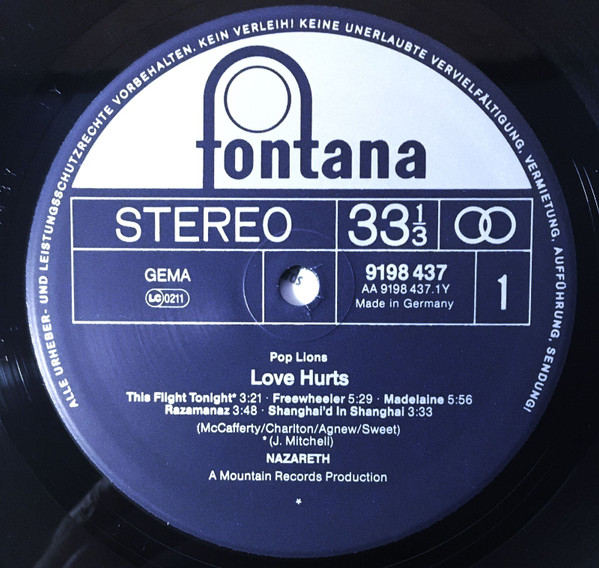 ALLE URHEBER- UND LEISTUNGSSCHUTZRECHTE VORBEHALTEN. KEIN VERLEIH! KEINE UNERLAUBTE VERVIELFÄLTIGUNG, VERMIETUNG, AUFFÜHRUNG, SENDUNG!
fontana
STEREO 33 1/3
GEMA
LC 0211
9198 437
AA 9198 437.1Y
Made in Germany
1
Pop Lions
Love Hurts
This Flight Tonight* 3:21 · Freewheeler 5:29 · Madelaine 5:56
Razamanaz 3:48 · Shanghai'd In Shanghai 3:33
(McCafferty/Charlton/Agnew/Sweet)
*(J. Mitchell)
NAZARETH
A Mountain Records Production
*